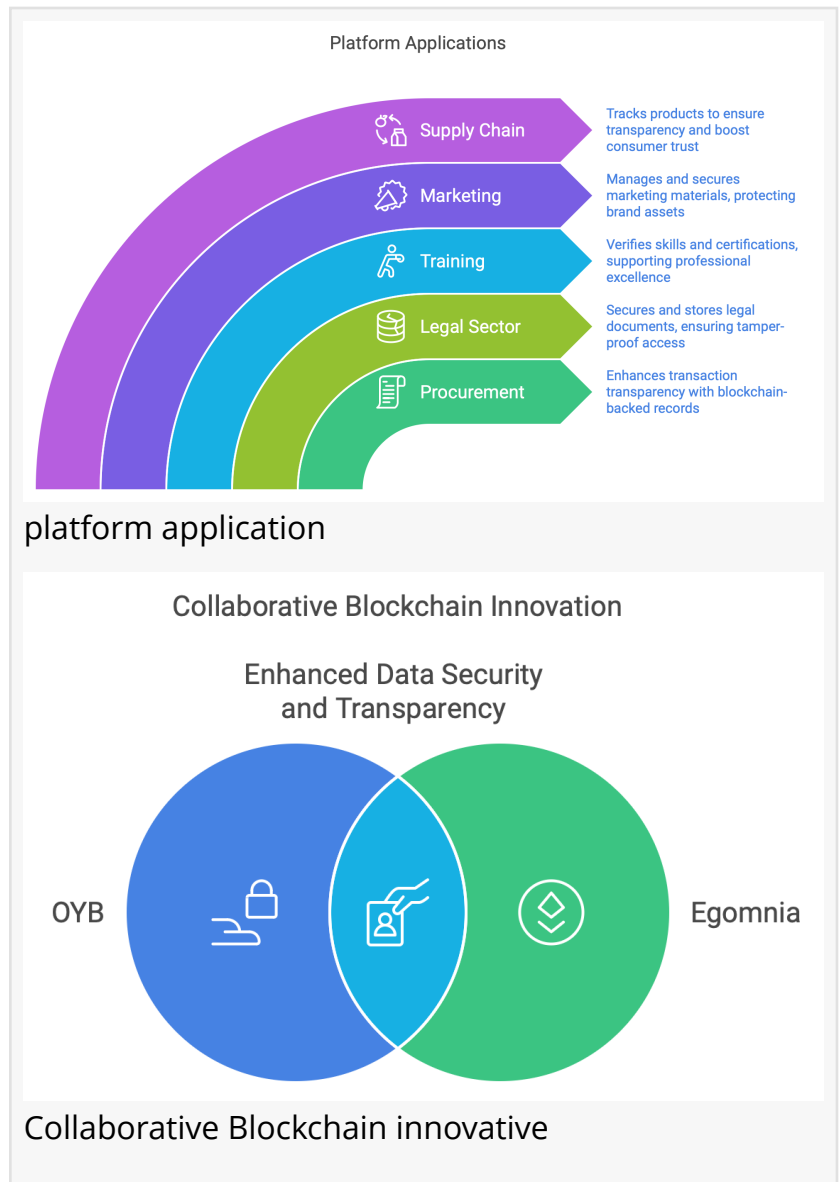 Platform Applications
Supply Chain
Tracks products to ensure
transparency and boost
consumer trust
Marketing
Manages and secures
marketing materials, protecting
brand assets
Training
Verifies skills and certifications,
supporting professional
excellence
Legal Sector
Secures and stores legal
documents, ensuring tamper-
proof access
Procurement
Enhances transaction
transparency with blockchain-
backed records
platform application
Collaborative Blockchain Innovation
Enhanced Data Security
and Transparency
OYB
Egomnia
Collaborative Blockchain innovative